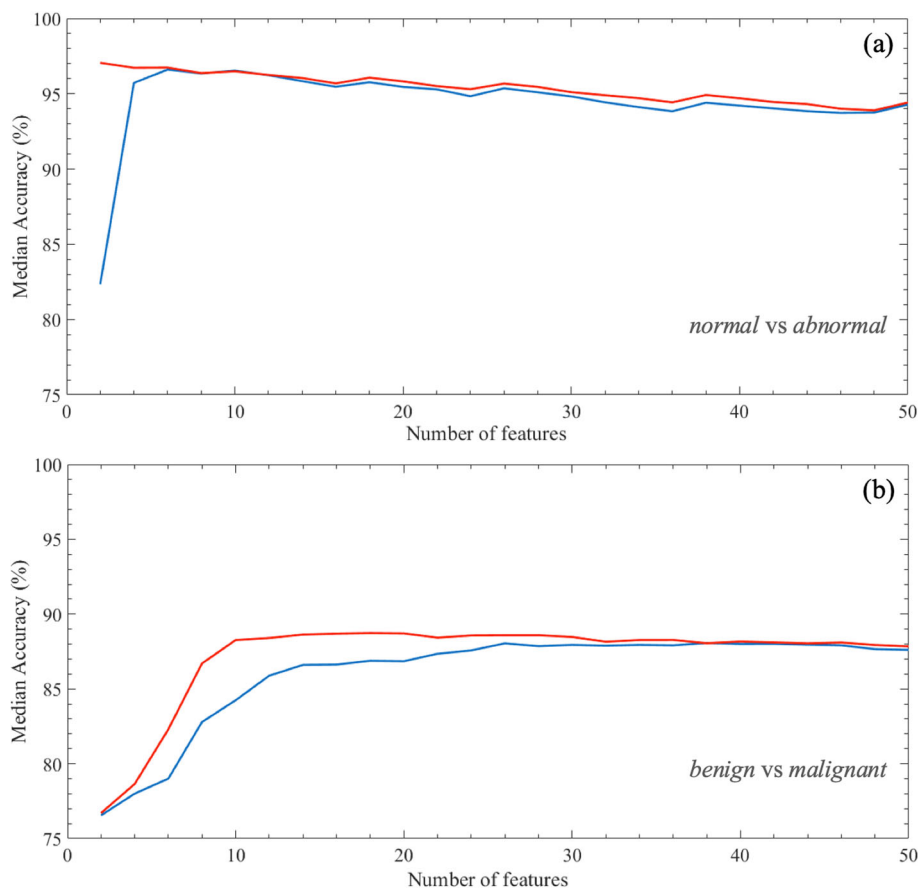 (a)
100
95
90
85
80
75
Median Accuracy (%)
normal vs abnormal
0 10 20 30 40 50
Number of features
(b)
100
95
90
85
80
75
Median Accuracy (%)
benign vs malignant
0 10 20 30 40 50
Number of features